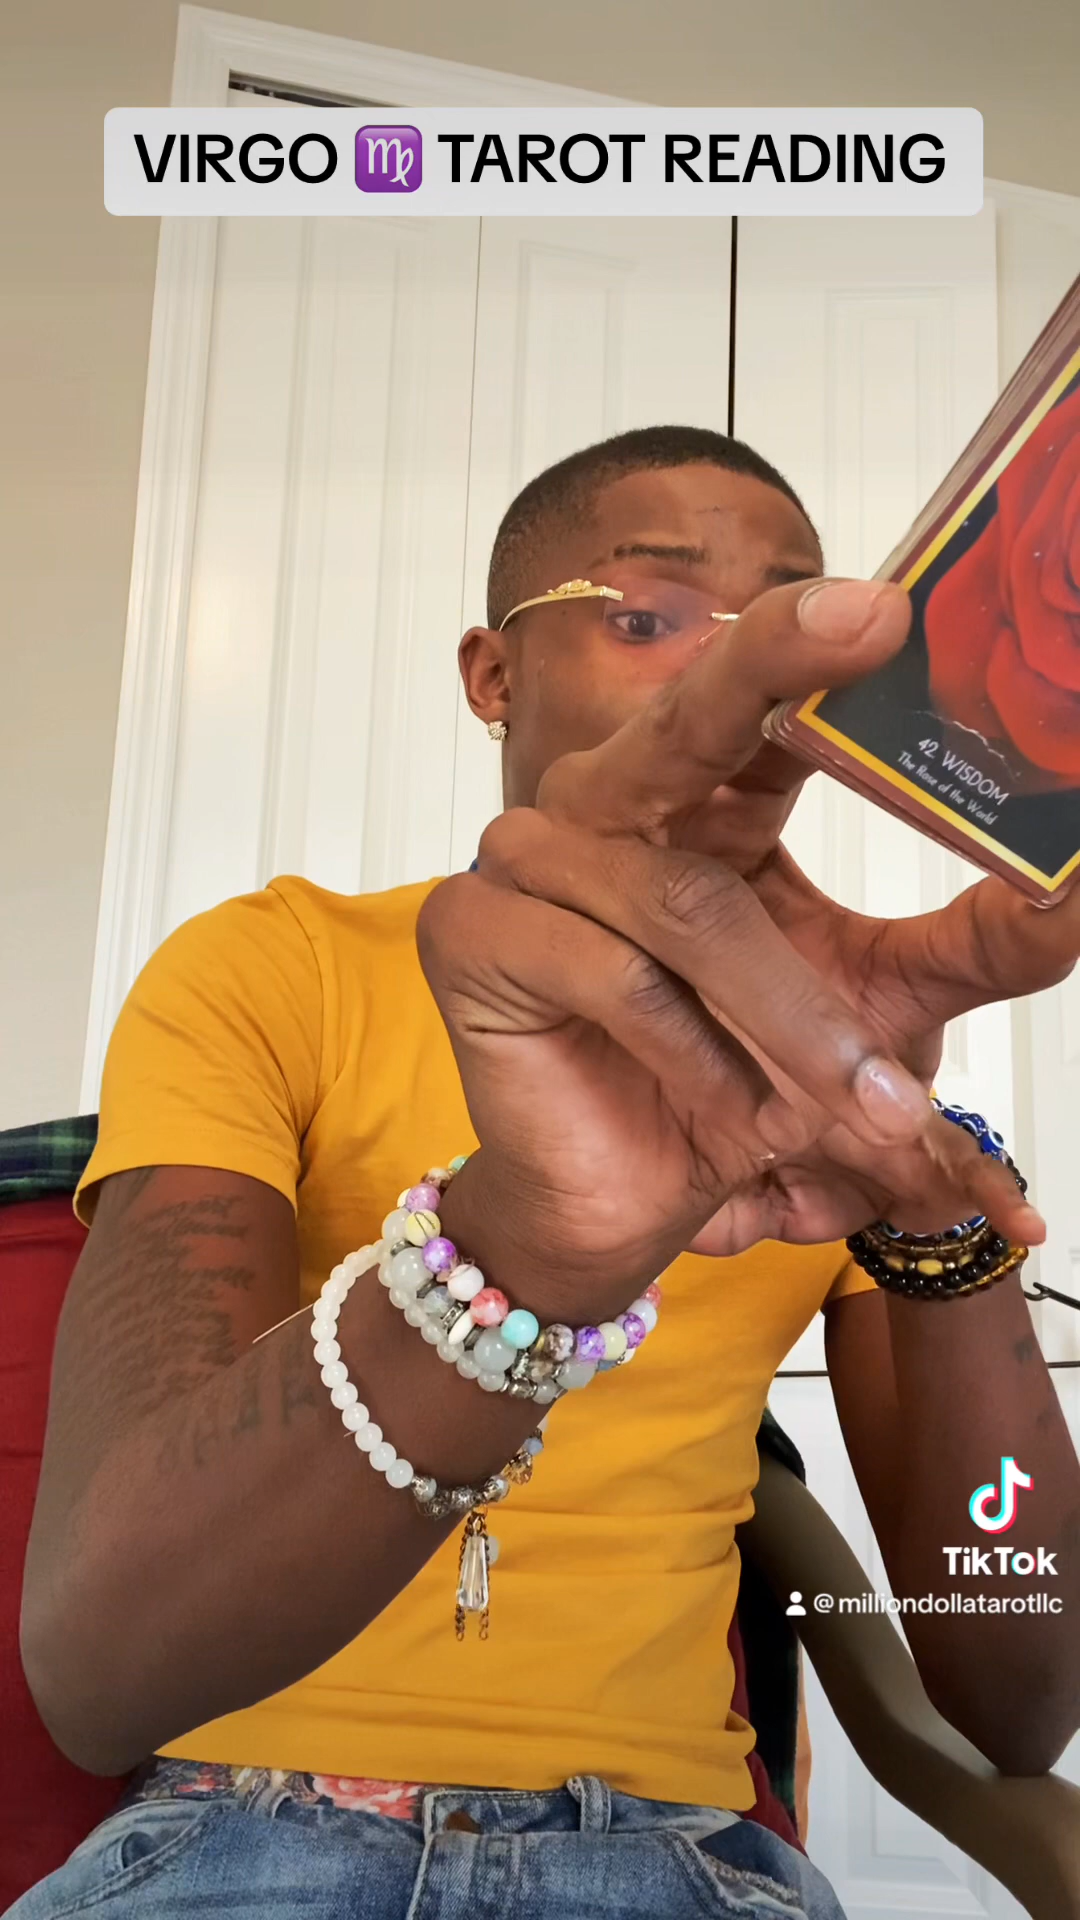 VIRGO ♍ TAROT READING
42 WISDOM
The Rose of the World
TikTok
@milliondollatarotllc